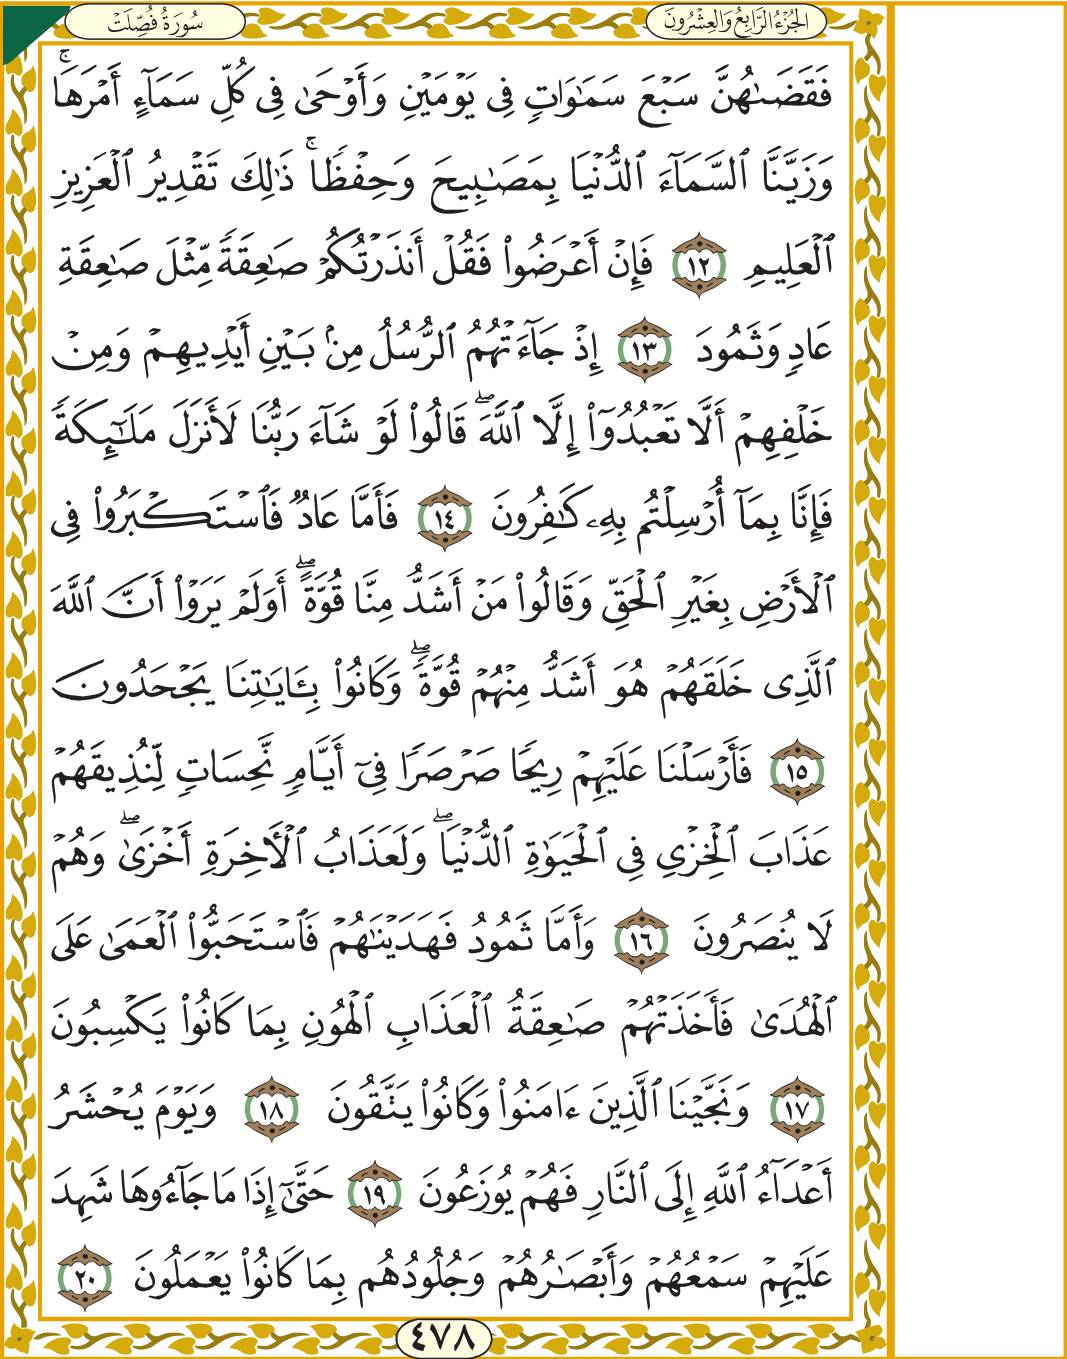 الجُزْءُ الرَّابِعُ وَالعِشْرُونَ
سُورَةُ فُصِّلَتْ
فَقَضَىٰهُنَّ سَبْعَ سَمَٰوَاتٖ فِي يَوْمَيْنِ وَأَوْحَىٰ فِي كُلِّ سَمَآءٍ أَمْرَهَاۚ
وَزَيَّنَّا ٱلسَّمَآءَ ٱلدُّنْيَا بِمَصَٰبِيحَ وَحِفْظٗاۚ ذَٰلِكَ تَقْدِيرُ ٱلْعَزِيزِ
ٱلْعَلِيمِ ١٢ فَإِنْ أَعْرَضُواْ فَقُلْ أَنذَرْتُكُمْ صَٰعِقَةٗ مِّثْلَ صَٰعِقَةِ
عَادٖ وَثَمُودَ ١٣ إِذْ جَآءَتْهُمُ ٱلرُّسُلُ مِنۢ بَيْنِ أَيْدِيهِمْ وَمِنْ
خَلْفِهِمْ أَلَّا تَعْبُدُوٓاْ إِلَّا ٱللَّهَۖ قَالُواْ لَوْ شَآءَ رَبُّنَا لَأَنزَلَ مَلَٰٓئِكَةٗ
فَإِنَّا بِمَآ أُرْسِلْتُم بِهِۦ كَٰفِرُونَ ١٤ فَأَمَّا عَادٞ فَٱسْتَكْبَرُواْ فِي
ٱلْأَرْضِ بِغَيْرِ ٱلْحَقِّ وَقَالُواْ مَنْ أَشَدُّ مِنَّا قُوَّةًۖ أَوَلَمْ يَرَوْاْ أَنَّ ٱللَّهَ
ٱلَّذِي خَلَقَهُمْ هُوَ أَشَدُّ مِنْهُمْ قُوَّةٗۖ وَكَانُواْ بِـَٔايَٰتِنَا يَجْحَدُونَ
١٥ فَأَرْسَلْنَا عَلَيْهِمْ رِيحٗا صَرْصَرٗا فِيٓ أَيَّامٖ نَّحِسَاتٖ لِّنُذِيقَهُمْ
عَذَابَ ٱلْخِزْيِ فِي ٱلْحَيَوٰةِ ٱلدُّنْيَاۖ وَلَعَذَابُ ٱلْأٓخِرَةِ أَخْزَىٰۖ وَهُمْ
لَا يُنصَرُونَ ١٦ وَأَمَّا ثَمُودُ فَهَدَيْنَٰهُمْ فَٱسْتَحَبُّواْ ٱلْعَمَىٰ عَلَى
ٱلْهُدَىٰ فَأَخَذَتْهُمْ صَٰعِقَةُ ٱلْعَذَابِ ٱلْهُونِ بِمَا كَانُواْ يَكْسِبُونَ
١٧ وَنَجَّيْنَا ٱلَّذِينَ ءَامَنُواْ وَكَانُواْ يَتَّقُونَ ١٨ وَيَوْمَ يُحْشَرُ
أَعْدَآءُ ٱللَّهِ إِلَى ٱلنَّارِ فَهُمْ يُوزَعُونَ ١٩ حَتَّىٰٓ إِذَا مَا جَآءُوهَا شَهِدَ
عَلَيْهِمْ سَمْعُهُمْ وَأَبْصَٰرُهُمْ وَجُلُودُهُم بِمَا كَانُواْ يَعْمَلُونَ ٢٠
٤٧٨